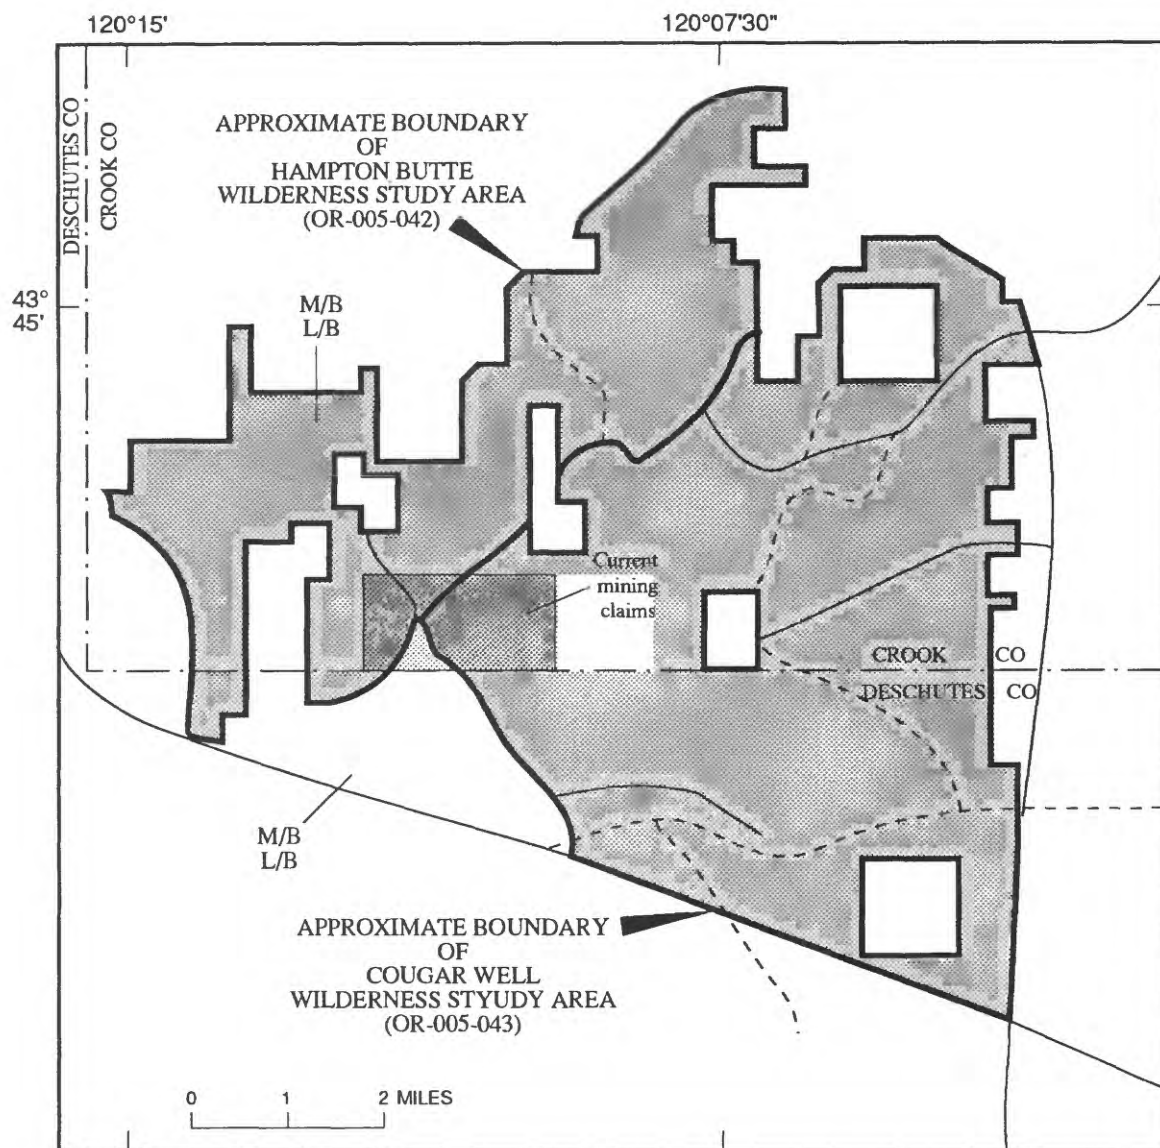 120°15'
120°07'30"
DESCHUTES CO
CROOK CO
APPROXIMATE BOUNDARY
OF
HAMPTON BUTTE
WILDERNESS STUDY AREA
(OR-005-042)
43°
45'
M/B
L/B
Current
mining
claims
CROOK CO
DESCHUTES CO
M/B
L/B
APPROXIMATE BOUNDARY
OF
COUGAR WELL
WILDERNESS STYUDY AREA
(OR-005-043)
0 1 2 MILES